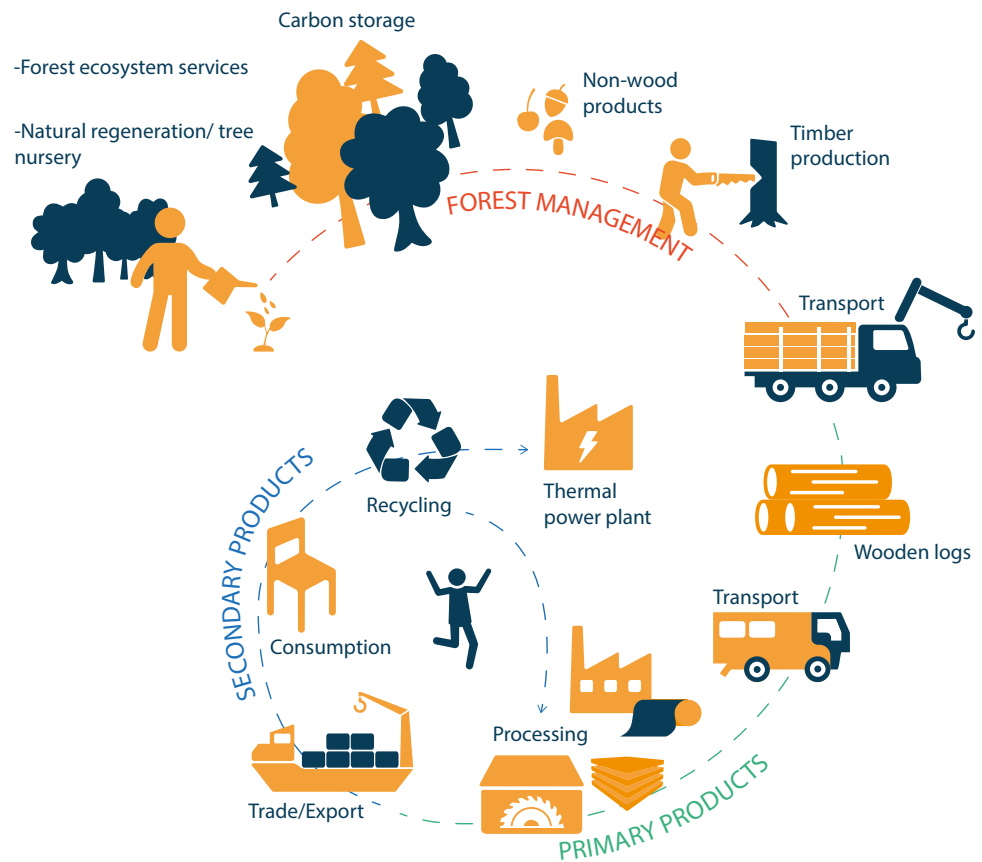 Carbon storage
-Forest ecosystem services
-Natural regeneration/ tree
nursery
Non-wood
products
Timber
production
FOREST MANAGEMENT
Transport
Wooden logs
Transport
PRIMARY PRODUCTS
Processing
Trade/Export
Consumption
SECONDARY PRODUCTS
Recycling
Thermal
power plant